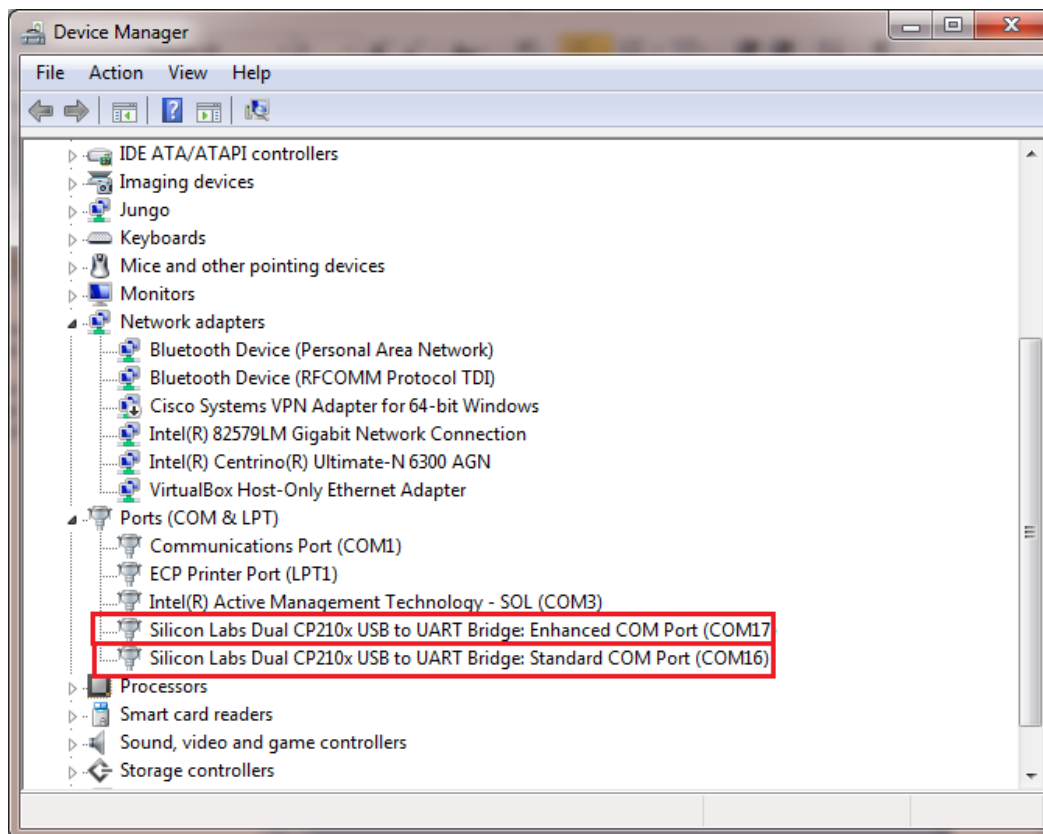 Device Manager
File Action View Help
IDE ATA/ATAPI controllers
Imaging devices
Jungo
Keyboards
Mice and other pointing devices
Monitors
Network adapters
Bluetooth Device (Personal Area Network)
Bluetooth Device (RFCOMM Protocol TDI)
Cisco Systems VPN Adapter for 64-bit Windows
Intel(R) 82579LM Gigabit Network Connection
Intel(R) Centrino(R) Ultimate-N 6300 AGN
VirtualBox Host-Only Ethernet Adapter
Ports (COM & LPT)
Communications Port (COM1)
ECP Printer Port (LPT1)
Intel(R) Active Management Technology - SOL (COM3)
Silicon Labs Dual CP210x USB to UART Bridge: Enhanced COM Port (COM17)
Silicon Labs Dual CP210x USB to UART Bridge: Standard COM Port (COM16)
Processors
Smart card readers
Sound, video and game controllers
Storage controllers